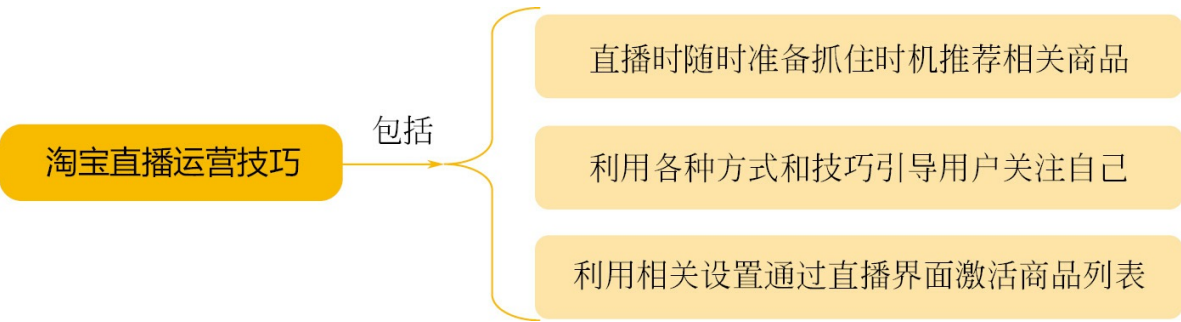 淘宝直播运营技巧
包括
直播时随时准备抓住时机推荐相关商品
利用各种方式和技巧引导用户关注自己
利用相关设置通过直播界面激活商品列表